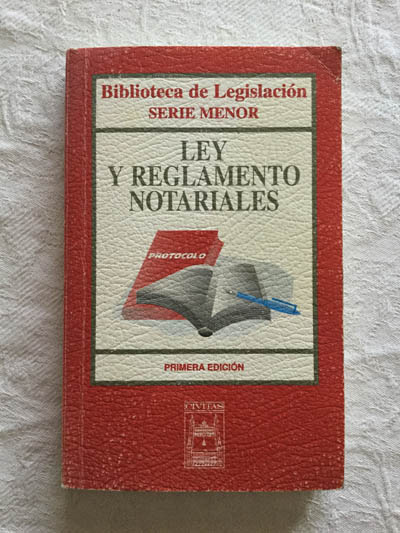 Biblioteca de Legislación
SERIE MENOR
LEY
Y REGLAMENTO
NOTARIALES
PROTOCOLO
PRIMERA EDICIÓN
CIVITAS